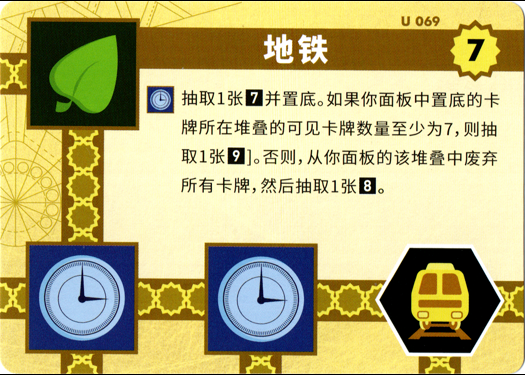 U 069
地铁
7
抽取1张7并置底。如果你面板中置底的卡
牌所在堆叠的可见卡牌数量至少为7,则抽
取1张9]。否则,从你面板的该堆叠中废弃
所有卡牌,然后抽取1张8。